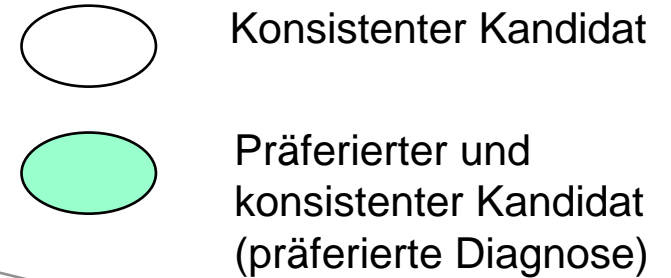 Konsistenter Kandidat
Präferierter und
konsistenter Kandidat
(präferierte Diagnose)